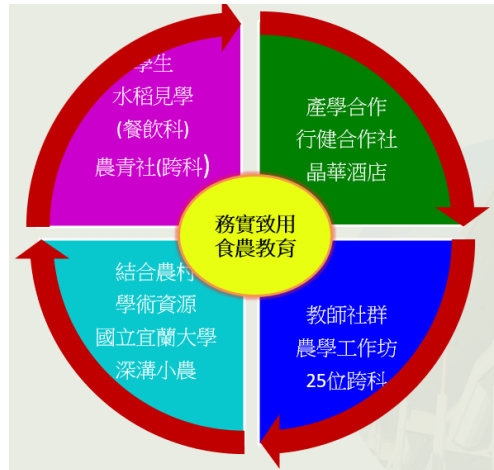 學生
水稻見學
(餐飲科)
農青社(跨科)
產學合作
行健合作社
晶華酒店
務實致用
食農教育
結合農村
學術資源
國立宜蘭大學
深溝小農
教師社群
農學工作坊
25位跨科